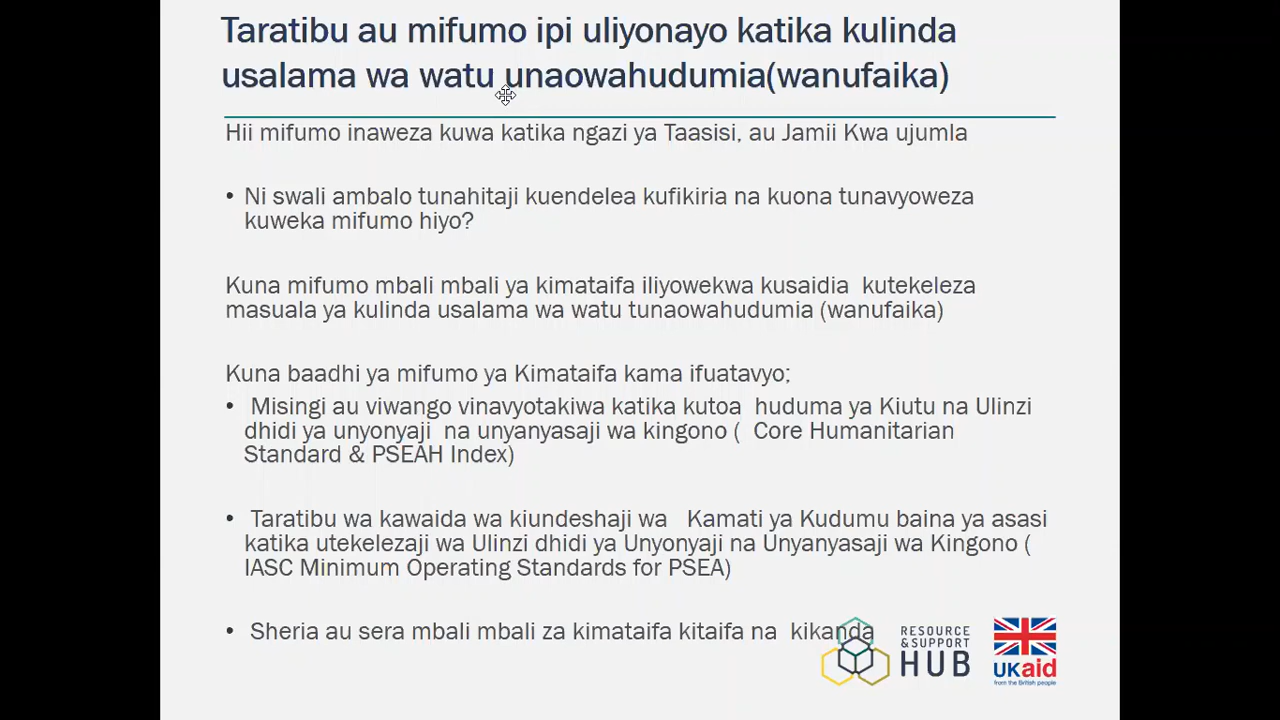 Taratibu au mifumo ipi uliyonayo katika kulinda
usalama wa watu unaowahudumia(wanufaika)
Hii mifumo inaweza kuwa katika ngazi ya Taasisi, au Jamii Kwa ujumla
• Ni swali ambalo tunahitaji kuendelea kufikiria na kuona tunavyoweza
kuweka mifumo hiyo?
Kuna mifumo mbali mbali ya kimataifa iliyowekwa kusaidia kutekeleza
masuala ya kulinda usalama wa watu tunaowahudumia (wanufaika)
Kuna baadhi ya mifumo ya Kimataifa kama ifuatavyo;
• Misingi au viwango vinavyotakiwa katika kutoa huduma ya Kiutu na Ulinzi
dhidi ya unyonyaji na unyanyasaji wa kingono ( Core Humanitarian
Standard & PSEAH Index)
• Taratibu wa kawaida wa kiundeshaji wa Kamati ya Kudumu baina ya asasi
katika utekelezaji wa Ulinzi dhidi ya Unyonyaji na Unyanyasaji wa Kingono (
IASC Minimum Operating Standards for PSEA)
• Sheria au sera mbali mbali za kimataifa kitaifa na kikanda
RESOURCE
& SUPPORT
HUB
UKaid
from the British people